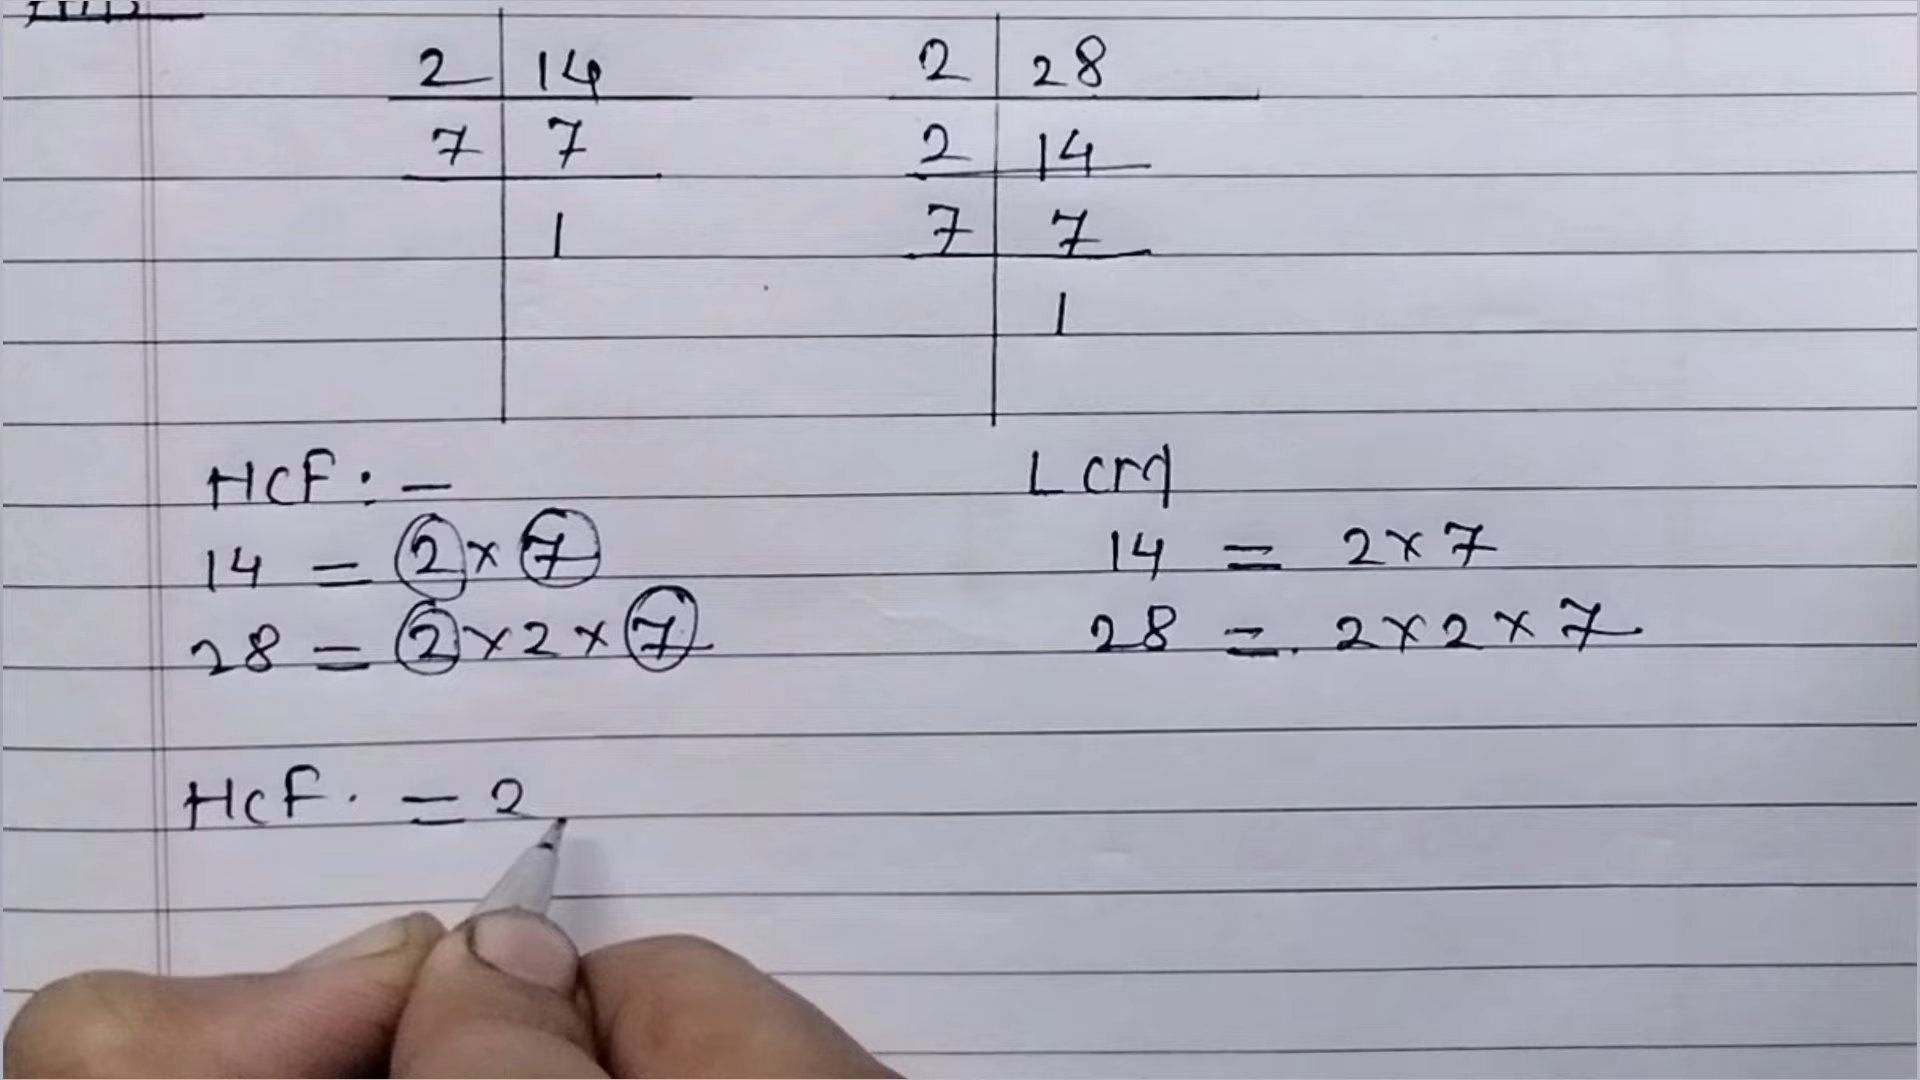 2 | 14
7 | 7
1
2 | 28
2 | 14
7 | 7
1
HCF:-
14 = 2 × 7
28 = 2 × 2 × 7
LCM
14 = 2 × 7
28 = 2 × 2 × 7
HCF. = 2